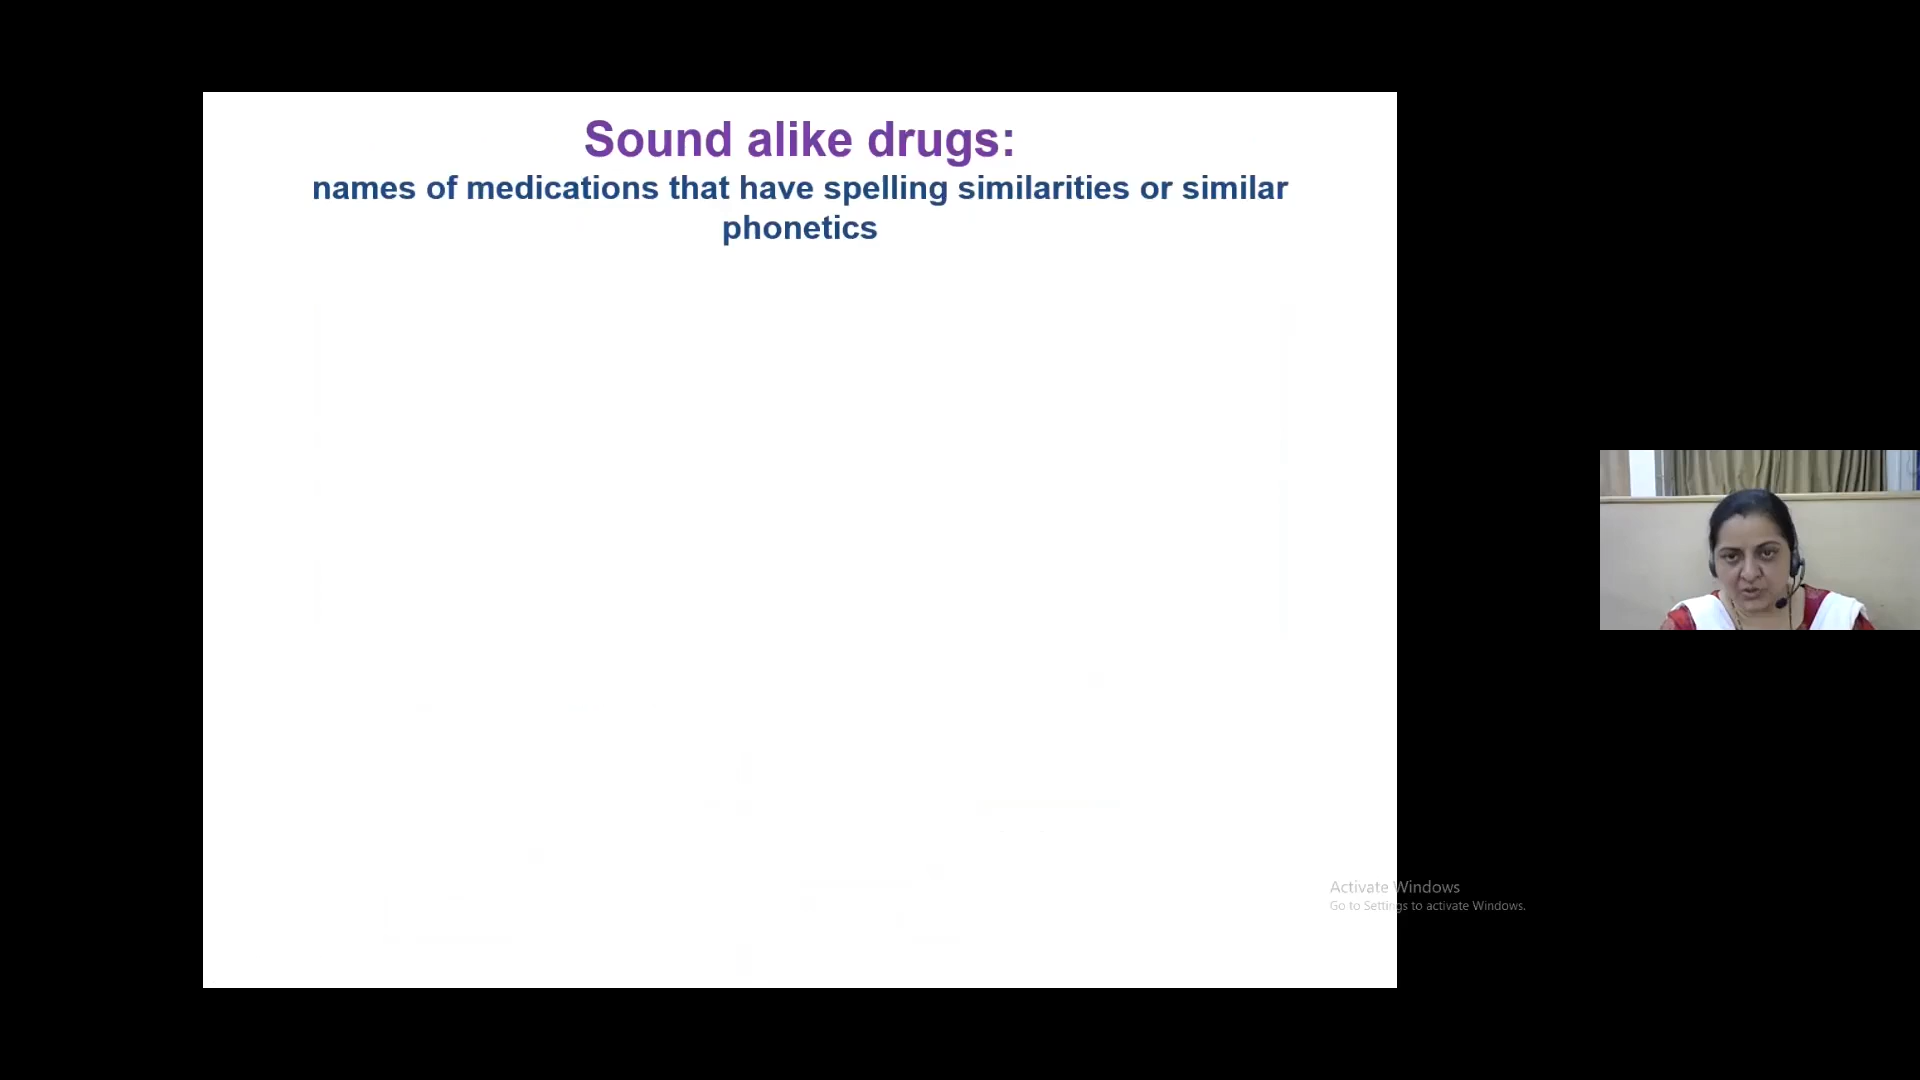 Sound alike drugs:
names of medications that have spelling similarities or similar
phonetics
Activate Windows
Go to Settings to activate Windows.